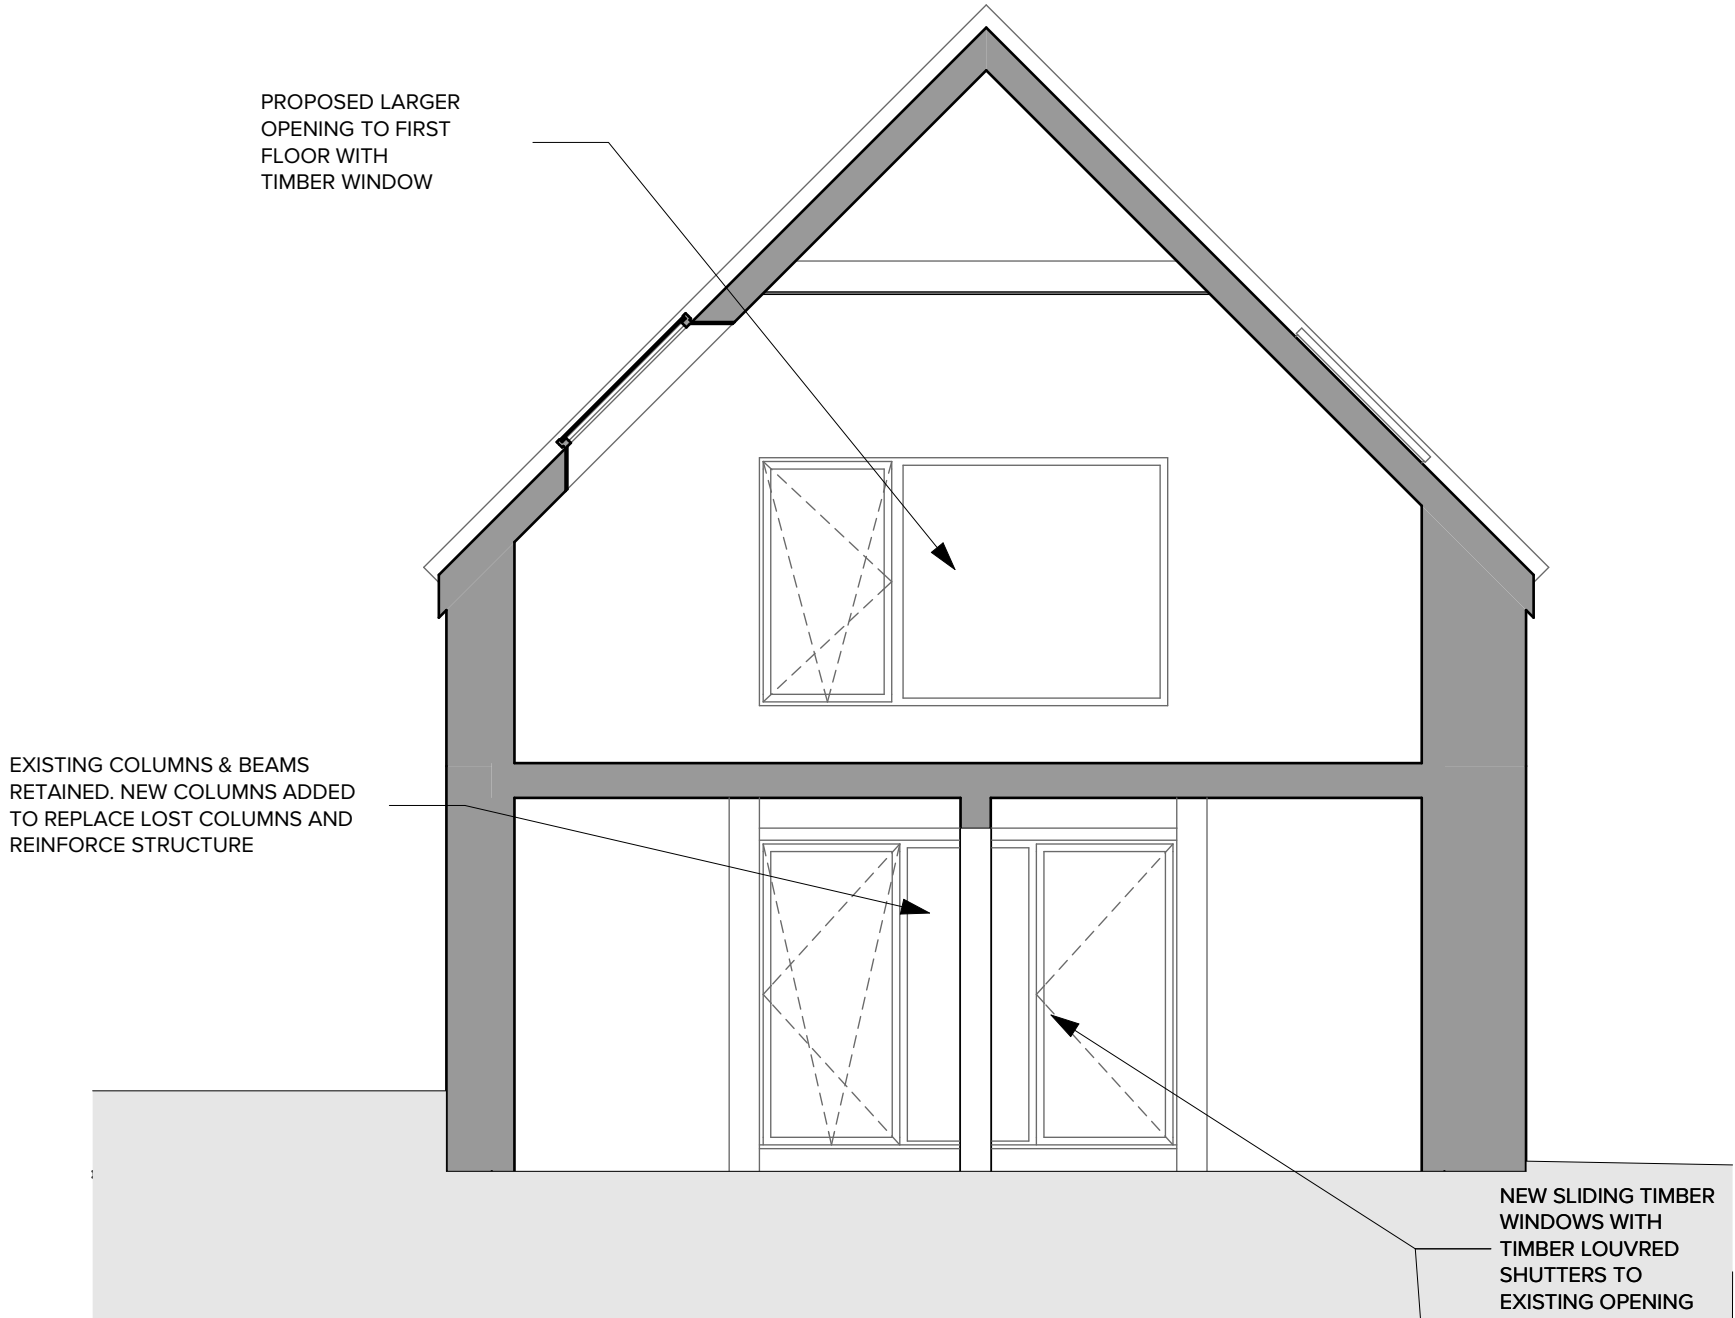 PROPOSED LARGER
OPENING TO FIRST
FLOOR WITH
TIMBER WINDOW
EXISTING COLUMNS & BEAMS
RETAINED. NEW COLUMNS ADDED
TO REPLACE LOST COLUMNS AND
REINFORCE STRUCTURE
NEW SLIDING TIMBER
WINDOWS WITH
TIMBER LOUVRED
SHUTTERS TO
EXISTING OPENING